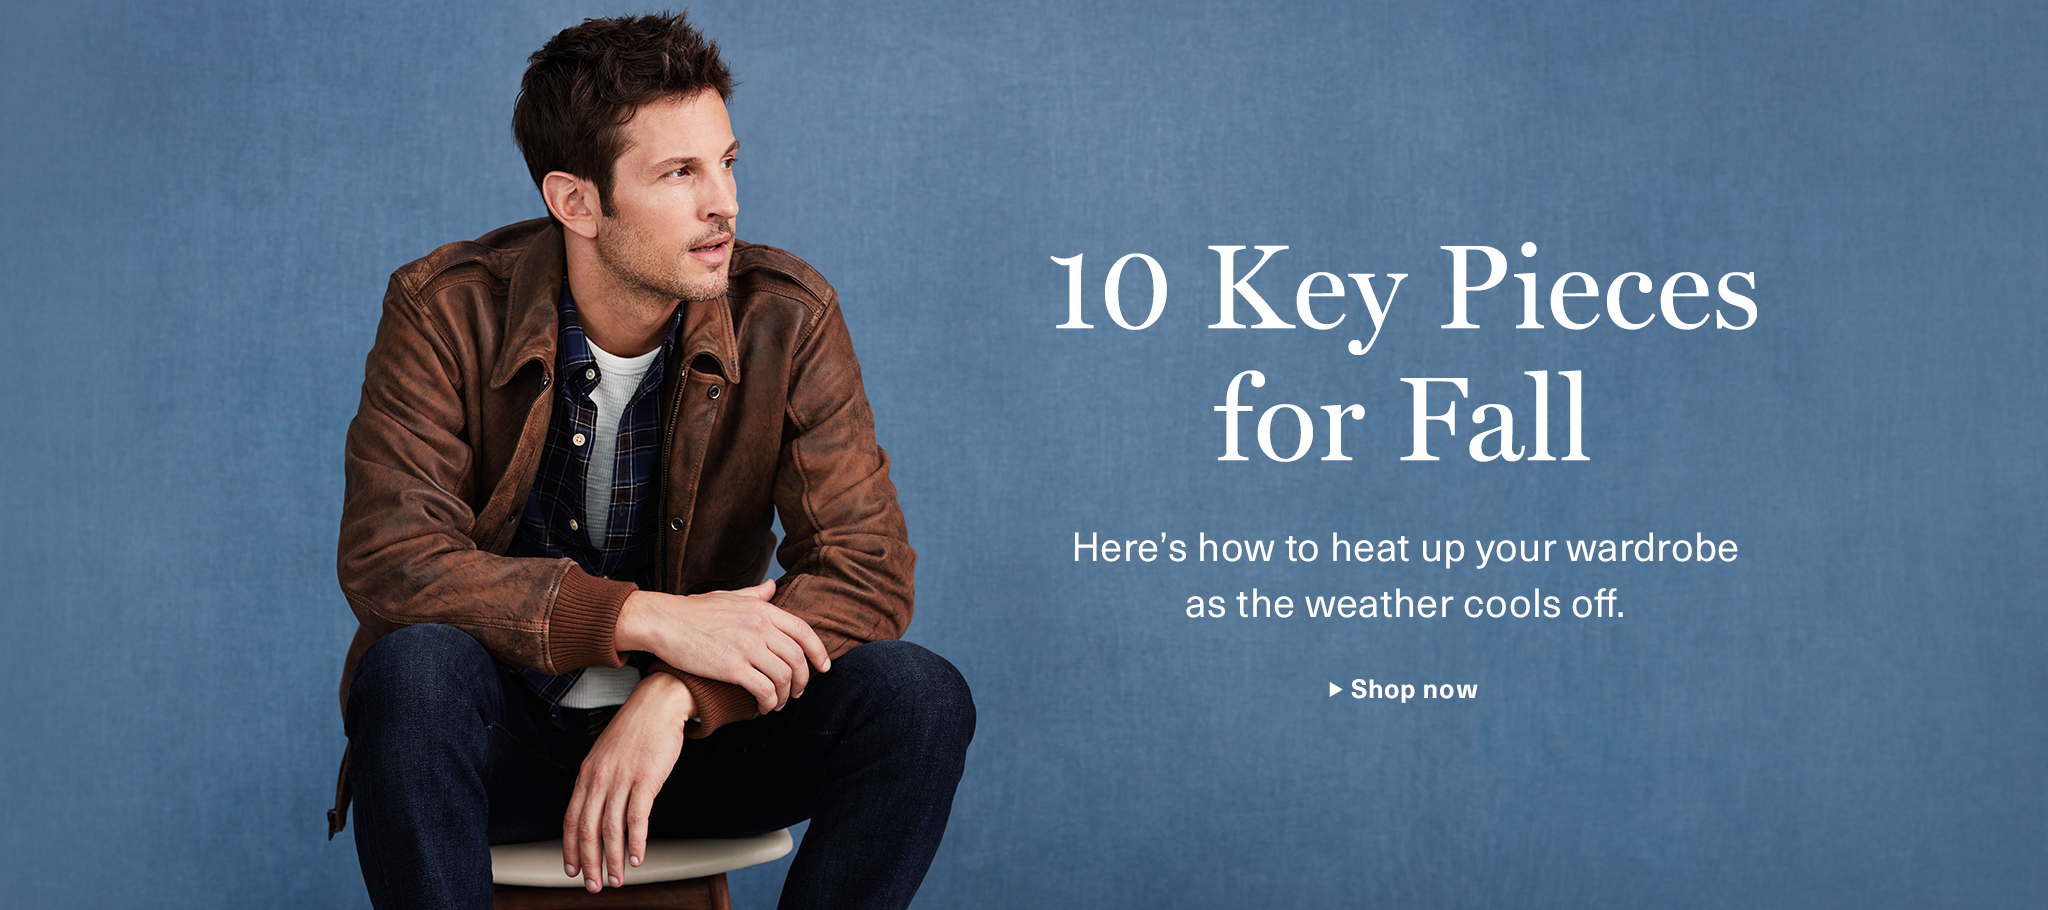 10 Key Pieces
for Fall
Here’s how to heat up your wardrobe
as the weather cools off.
▶ Shop now